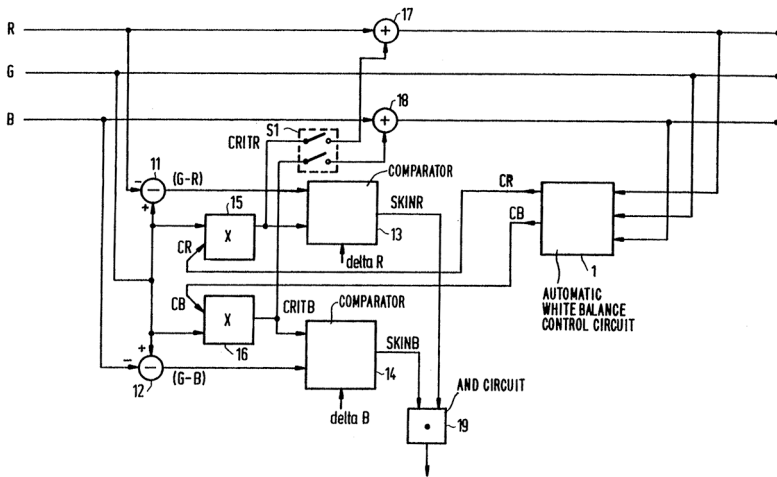 17
R
G
18
B
S1
CRITR
11
(G-R)
COMPARATOR
CR
15
SKINR
CB
X
13
CR
delta R
1
CB
CRITB
COMPARATOR
AUTOMATIC
WHITE BALANCE
CONTROL CIRCUIT
X
SKINB
16
12
(G-B)
14
delta B
AND CIRCUIT
19